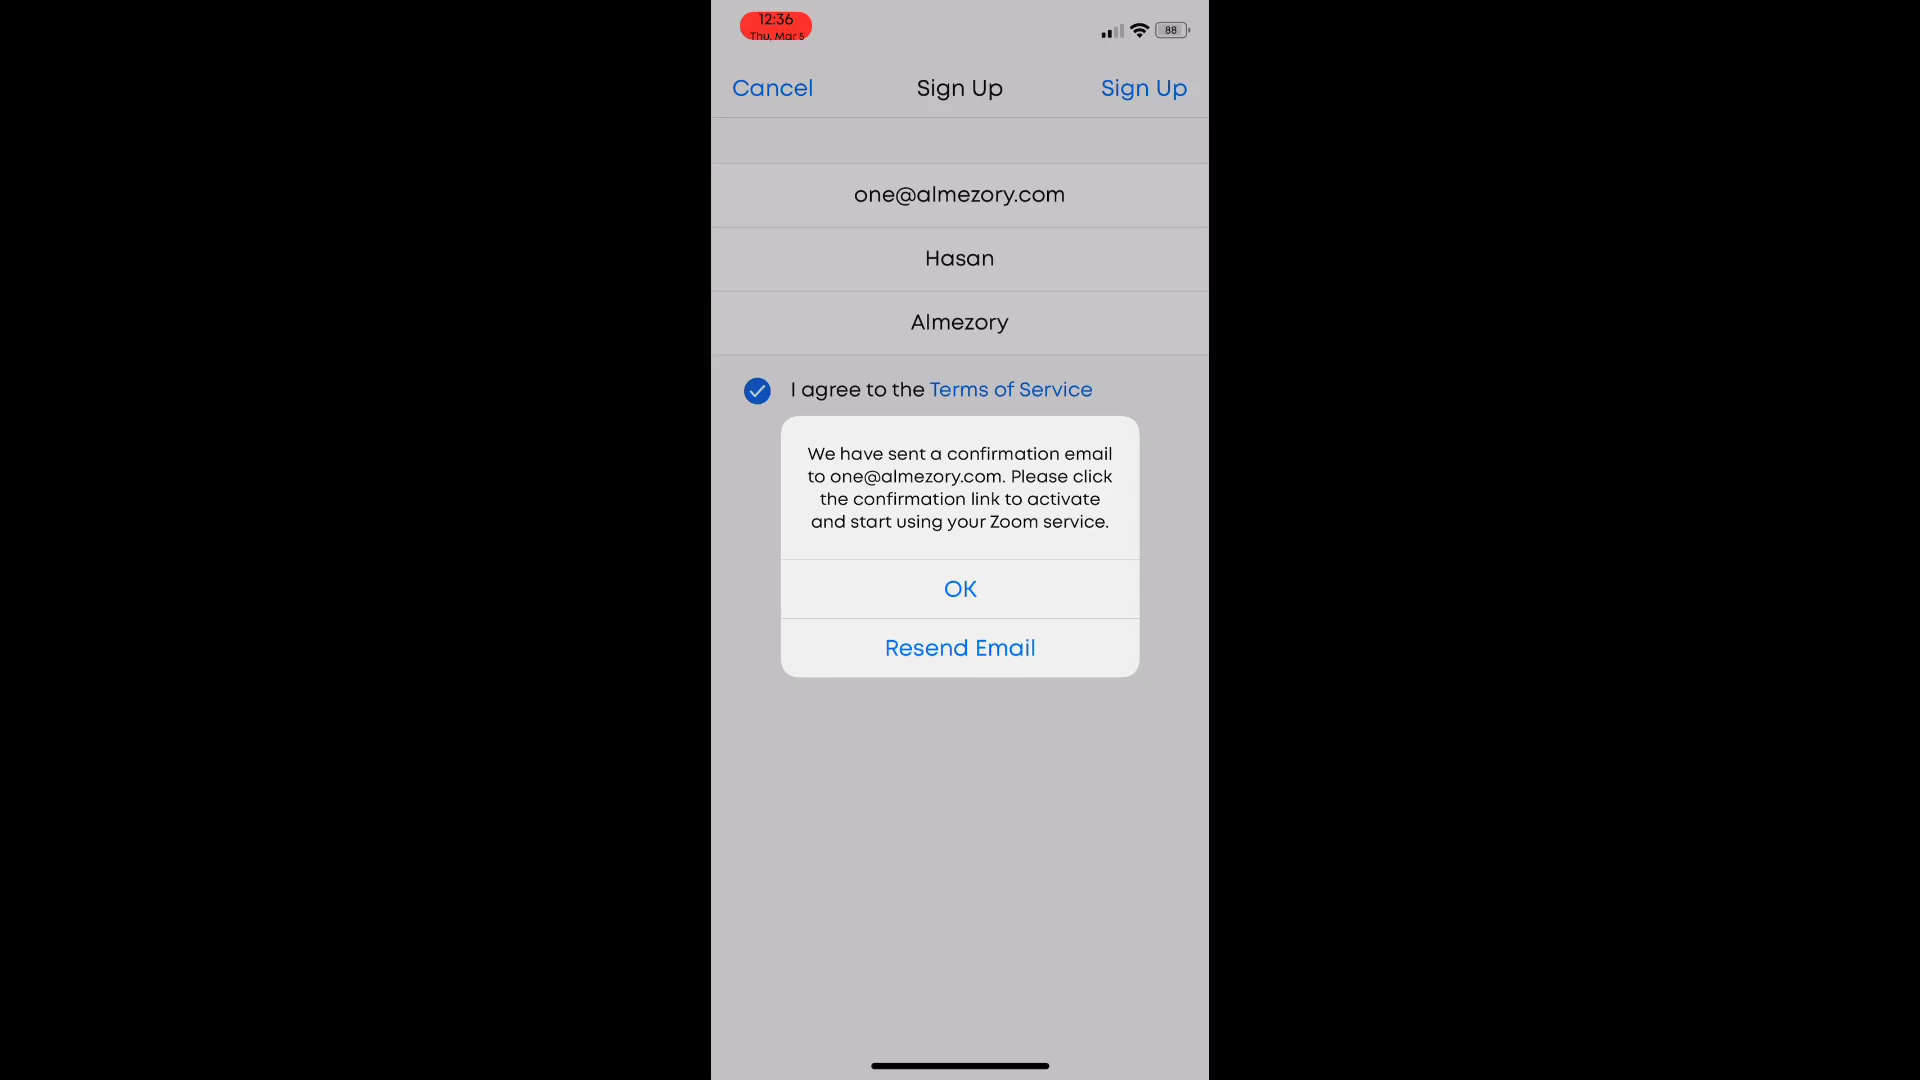 12:36
Thu, Mar 5
88
Cancel
Sign Up
Sign Up
one@almezory.com
Hasan
Almezory
I agree to the Terms of Service
We have sent a confirmation email
to one@almezory.com. Please click
the confirmation link to activate
and start using your Zoom service.
OK
Resend Email